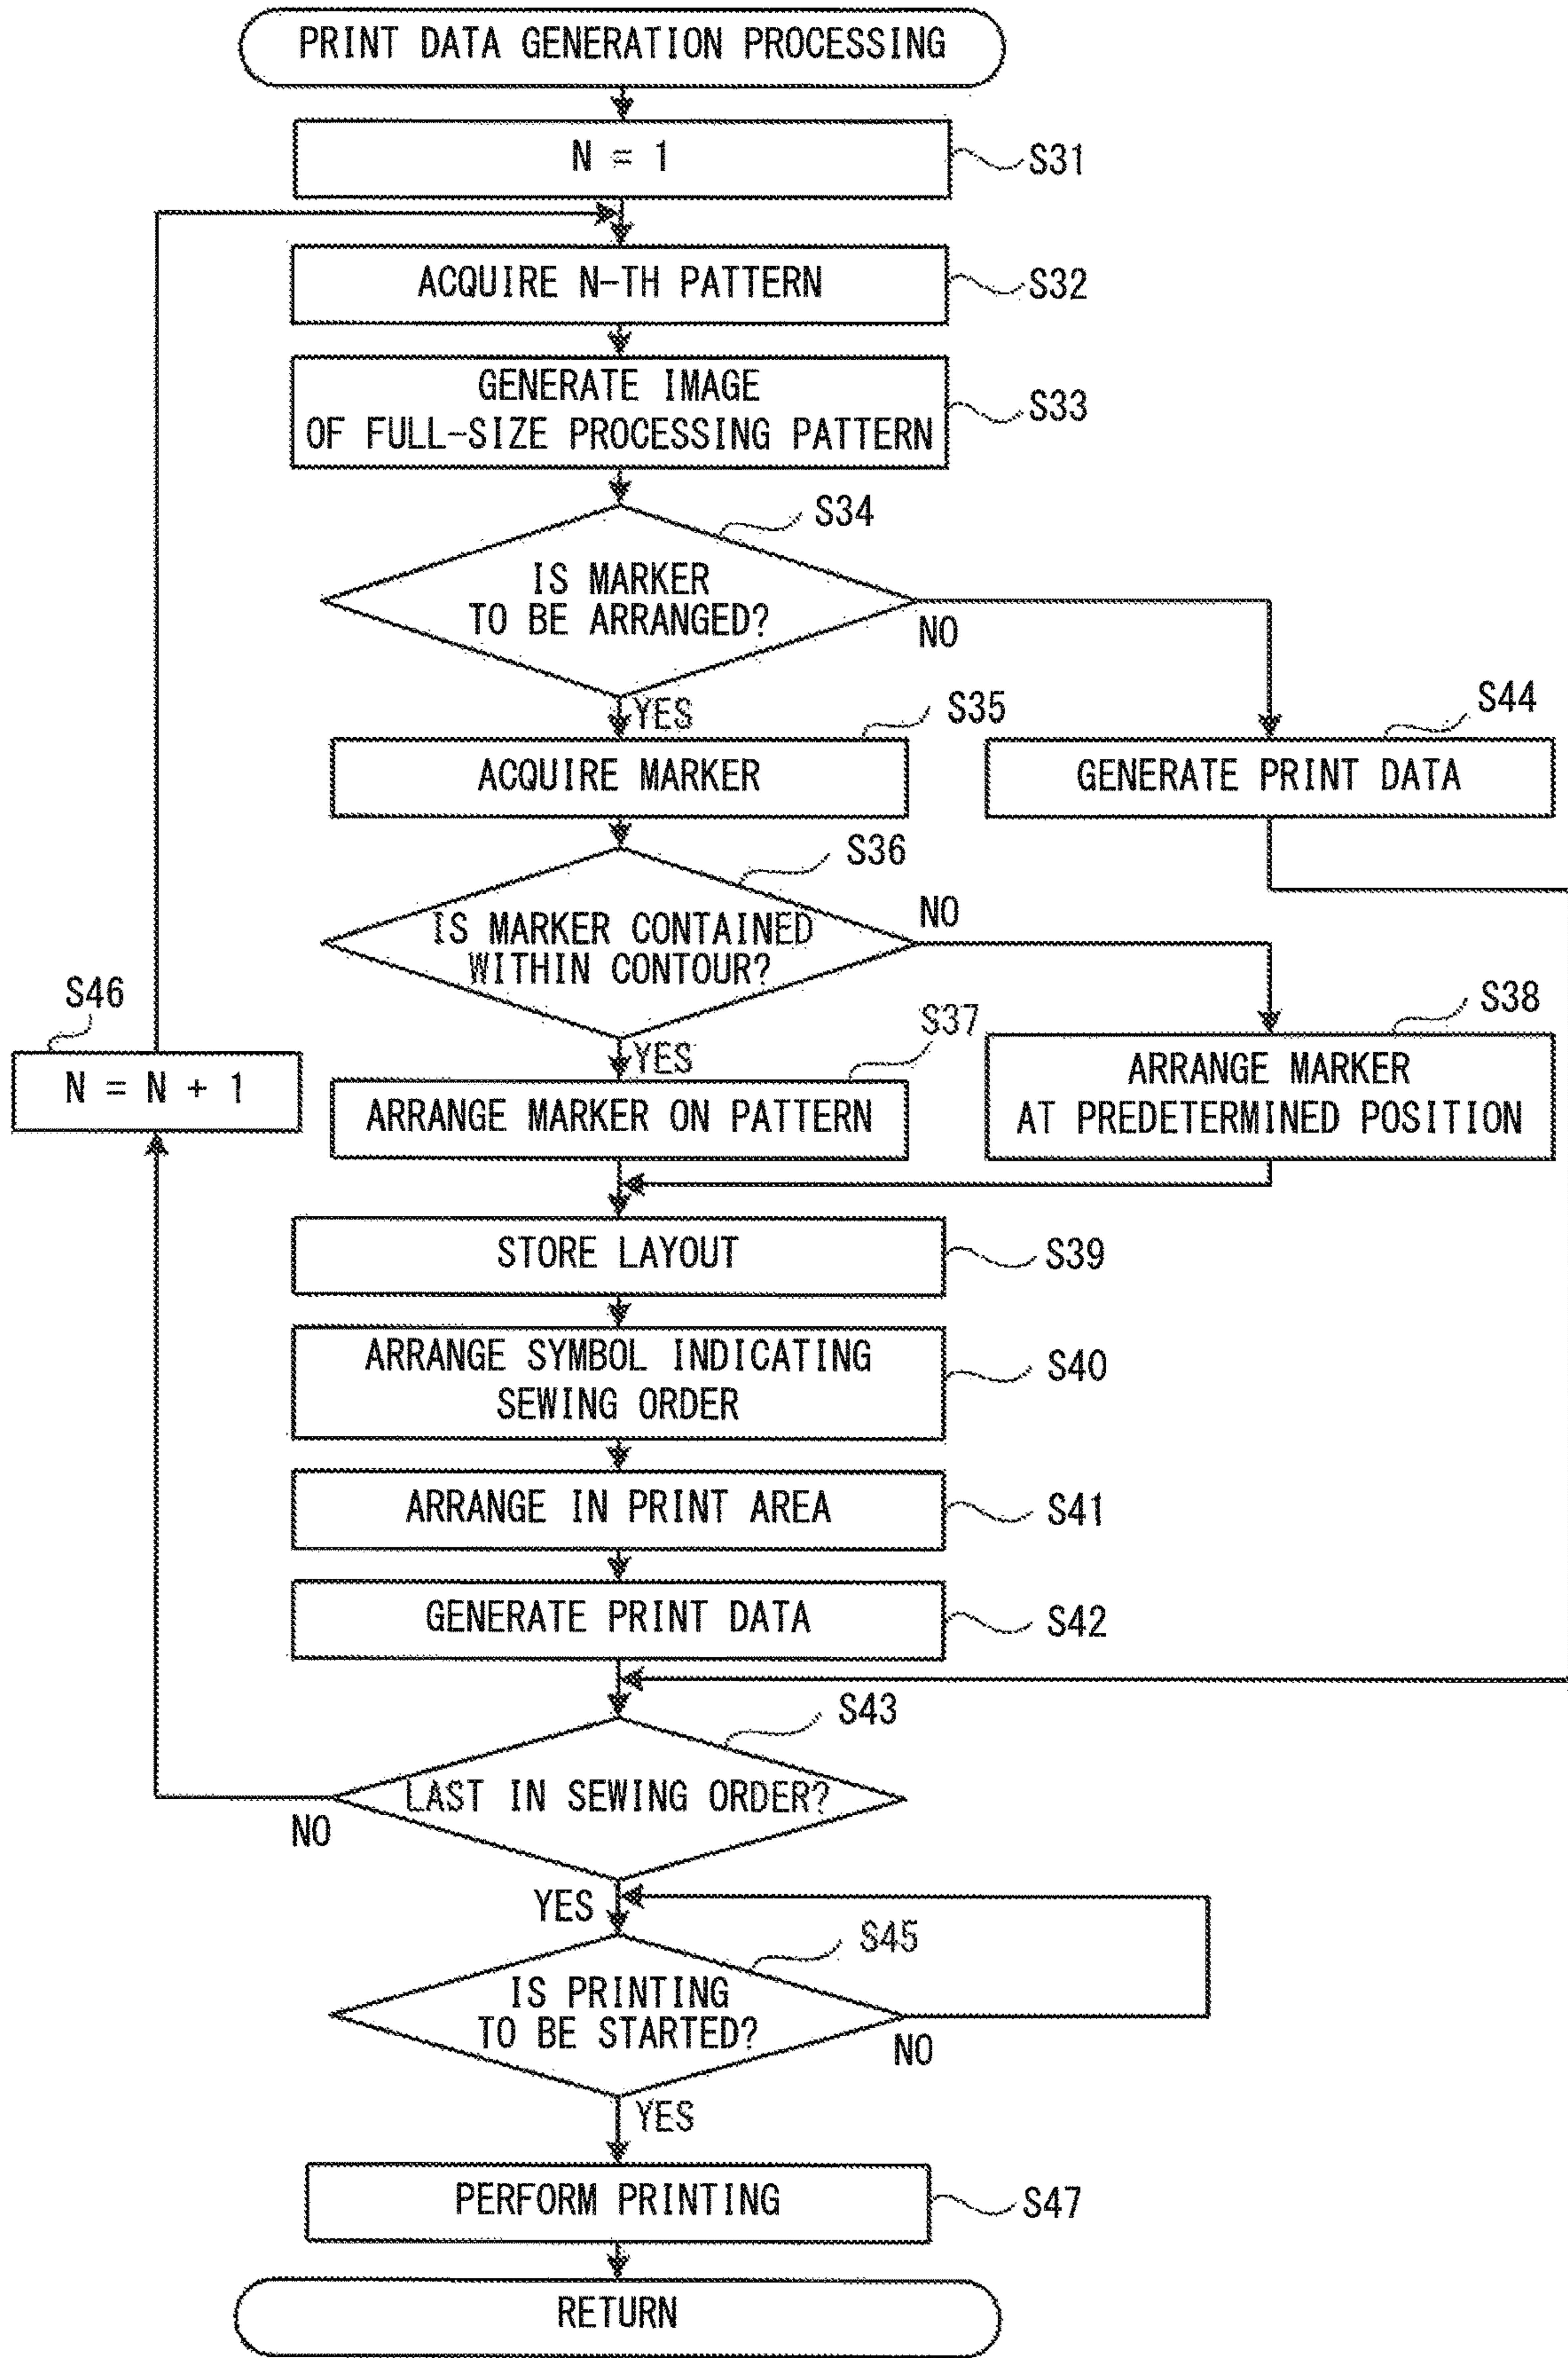 PRINT DATA GENERATION PROCESSING
N = 1
S31
ACQUIRE N-TH PATTERN
S32
GENERATE IMAGE
OF FULL-SIZE PROCESSING PATTERN
S33
S34
IS MARKER
TO BE ARRANGED?
NO
YES
S35
S44
ACQUIRE MARKER
GENERATE PRINT DATA
S36
NO
IS MARKER CONTAINED
WITHIN CONTOUR?
S46
S37
S38
YES
N = N + 1
ARRANGE MARKER ON PATTERN
ARRANGE MARKER
AT PREDETERMINED POSITION
STORE LAYOUT
S39
ARRANGE SYMBOL INDICATING
SEWING ORDER
S40
ARRANGE IN PRINT AREA
S41
GENERATE PRINT DATA
S42
S43
LAST IN SEWING ORDER?
NO
YES
S45
IS PRINTING
TO BE STARTED?
NO
YES
PERFORM PRINTING
S47
RETURN